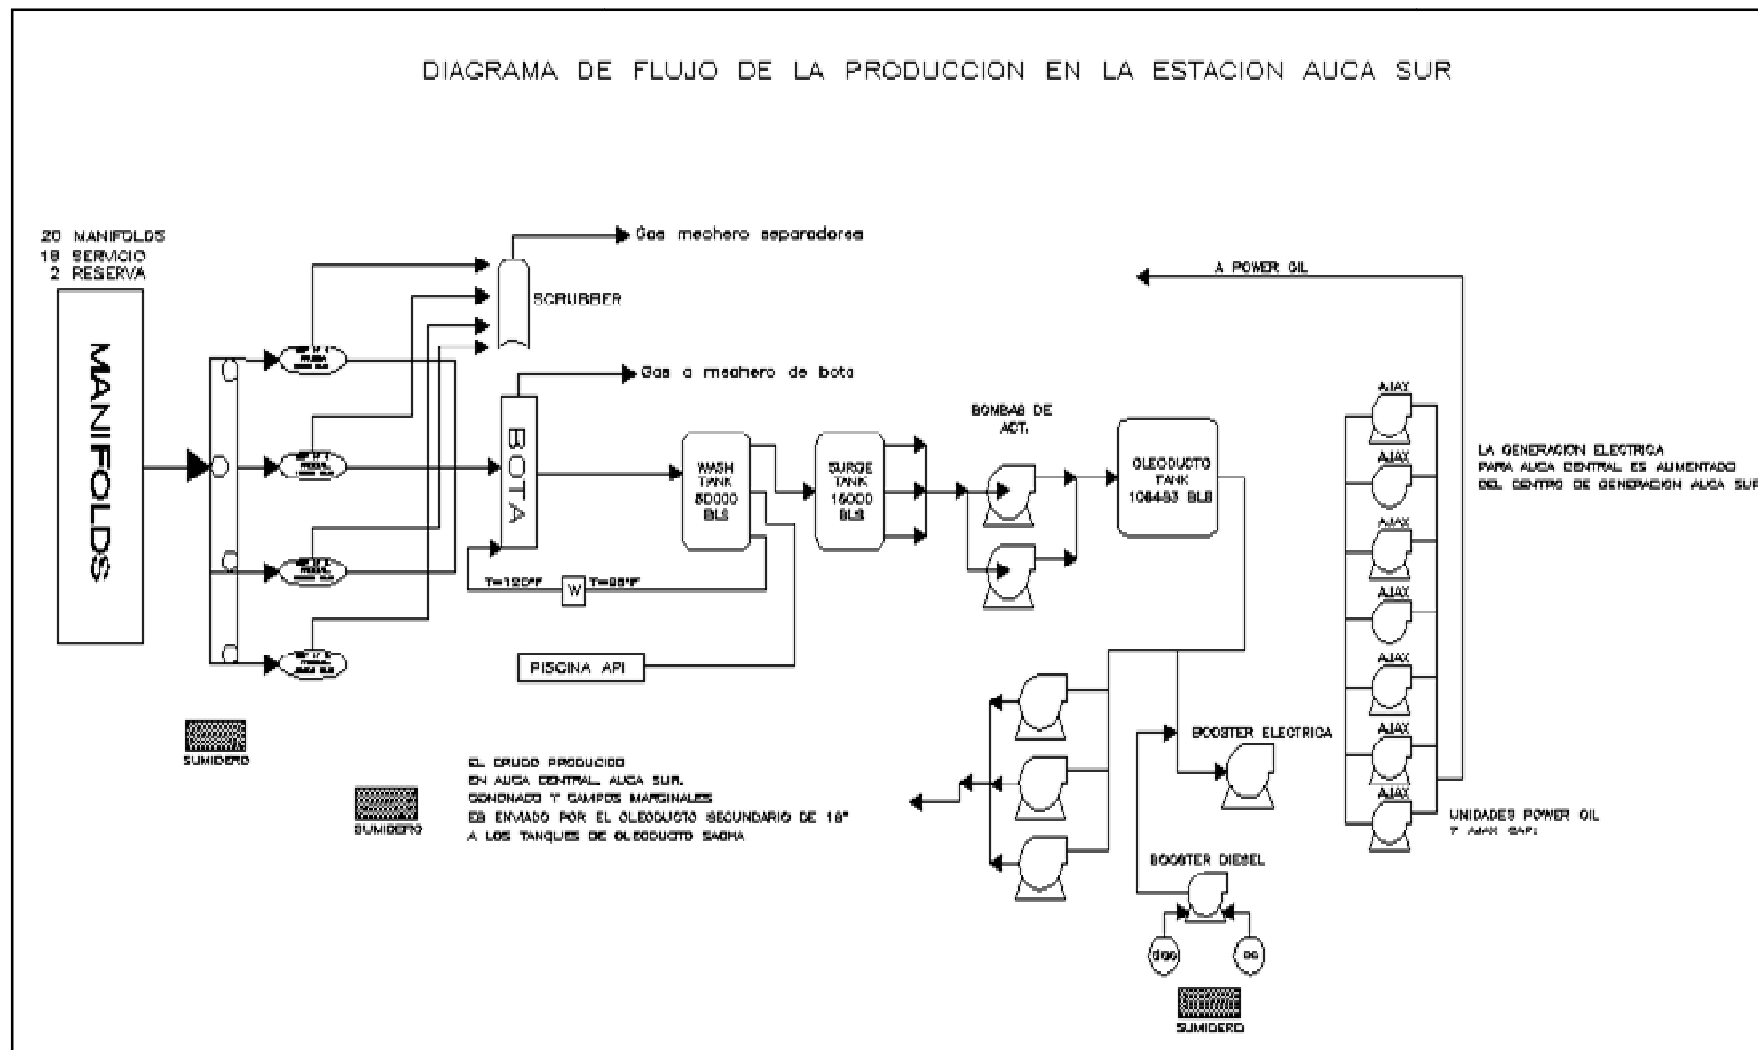 DIAGRAMA DE FLUJO DE LA PRODUCCION EN LA ESTACION AUCA SUR
20 MANIFOLDS
18 SERVICIO
2 RESERVA
MANIFOLDS
Gas mechero separadores
SCRUBBER
Gas a mechero de bota
BOTA
WASH
TANK
BLS
SURGE
TANK
BLS
BOMBAS DE
ACT.
OLEODUCTO
TANK
BLS
T=120°F
W
PISCINA API
A POWER OIL
AJAX
AJAX
AJAX
AJAX
AJAX
AJAX
AJAX
LA GENERACION ELECTRICA
PARA AUCA CENTRAL ES ALIMENTADO
DEL CENTRO DE GENERACION AUCA SUR
UNIDADES POWER OIL
Y AJAX
BOOSTER ELECTRICA
BOOSTER DIESEL
SUMIDERO
SUMIDERO
SUMIDERO
EL CRUDO PRODUCIDO
EN AUCA CENTRAL, AUCA SUR,
CAMPOS MARGINALES
ES ENVIADO POR EL OLEODUCTO SECUNDARIO DE
A LOS TANQUES DE OLEODUCTO SACHA